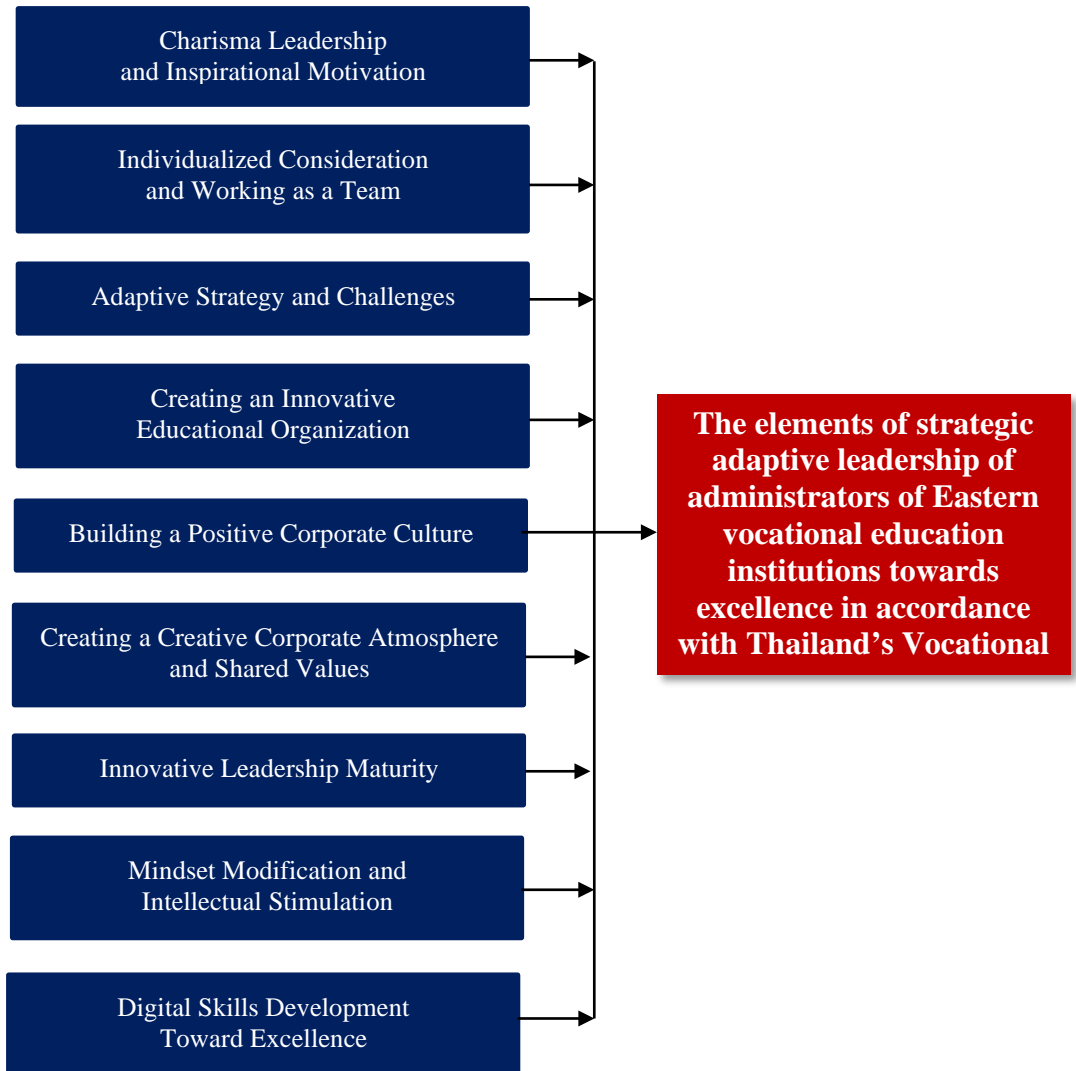 Charisma Leadership
and Inspirational Motivation
Individualized Consideration
and Working as a Team
Adaptive Strategy and Challenges
Creating an Innovative
Educational Organization
Building a Positive Corporate Culture
Creating a Creative Corporate Atmosphere
and Shared Values
Innovative Leadership Maturity
Mindset Modification and
Intellectual Stimulation
Digital Skills Development
Toward Excellence
The elements of strategic
adaptive leadership of
administrators of Eastern
vocational education
institutions towards
excellence in accordance
with Thailand’s Vocational